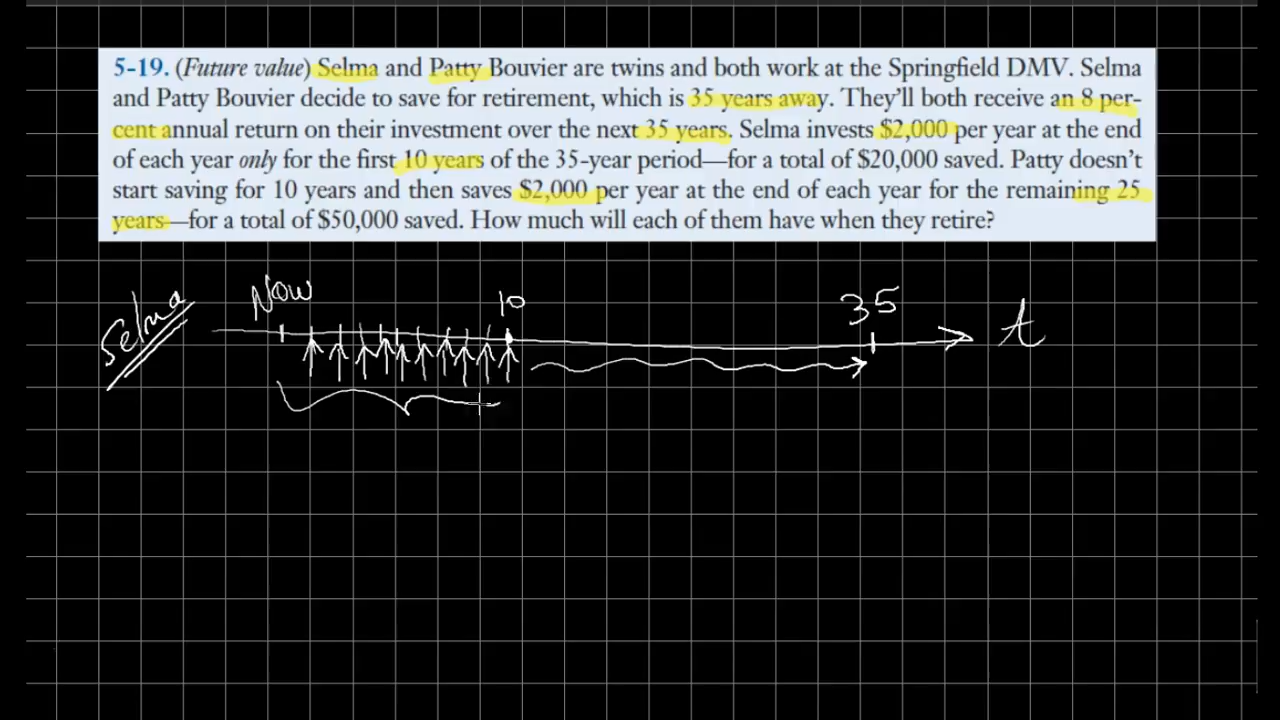 5-19. (Future value) Selma and Patty Bouvier are twins and both work at the Springfield DMV. Selma
and Patty Bouvier decide to save for retirement, which is 35 years away. They'll both receive an 8 per-
cent annual return on their investment over the next 35 years. Selma invests $2,000 per year at the end
of each year only for the first 10 years of the 35-year period—for a total of $20,000 saved. Patty doesn't
start saving for 10 years and then saves $2,000 per year at the end of each year for the remaining 25
years—for a total of $50,000 saved. How much will each of them have when they retire?
Selma
Now 10 35
t